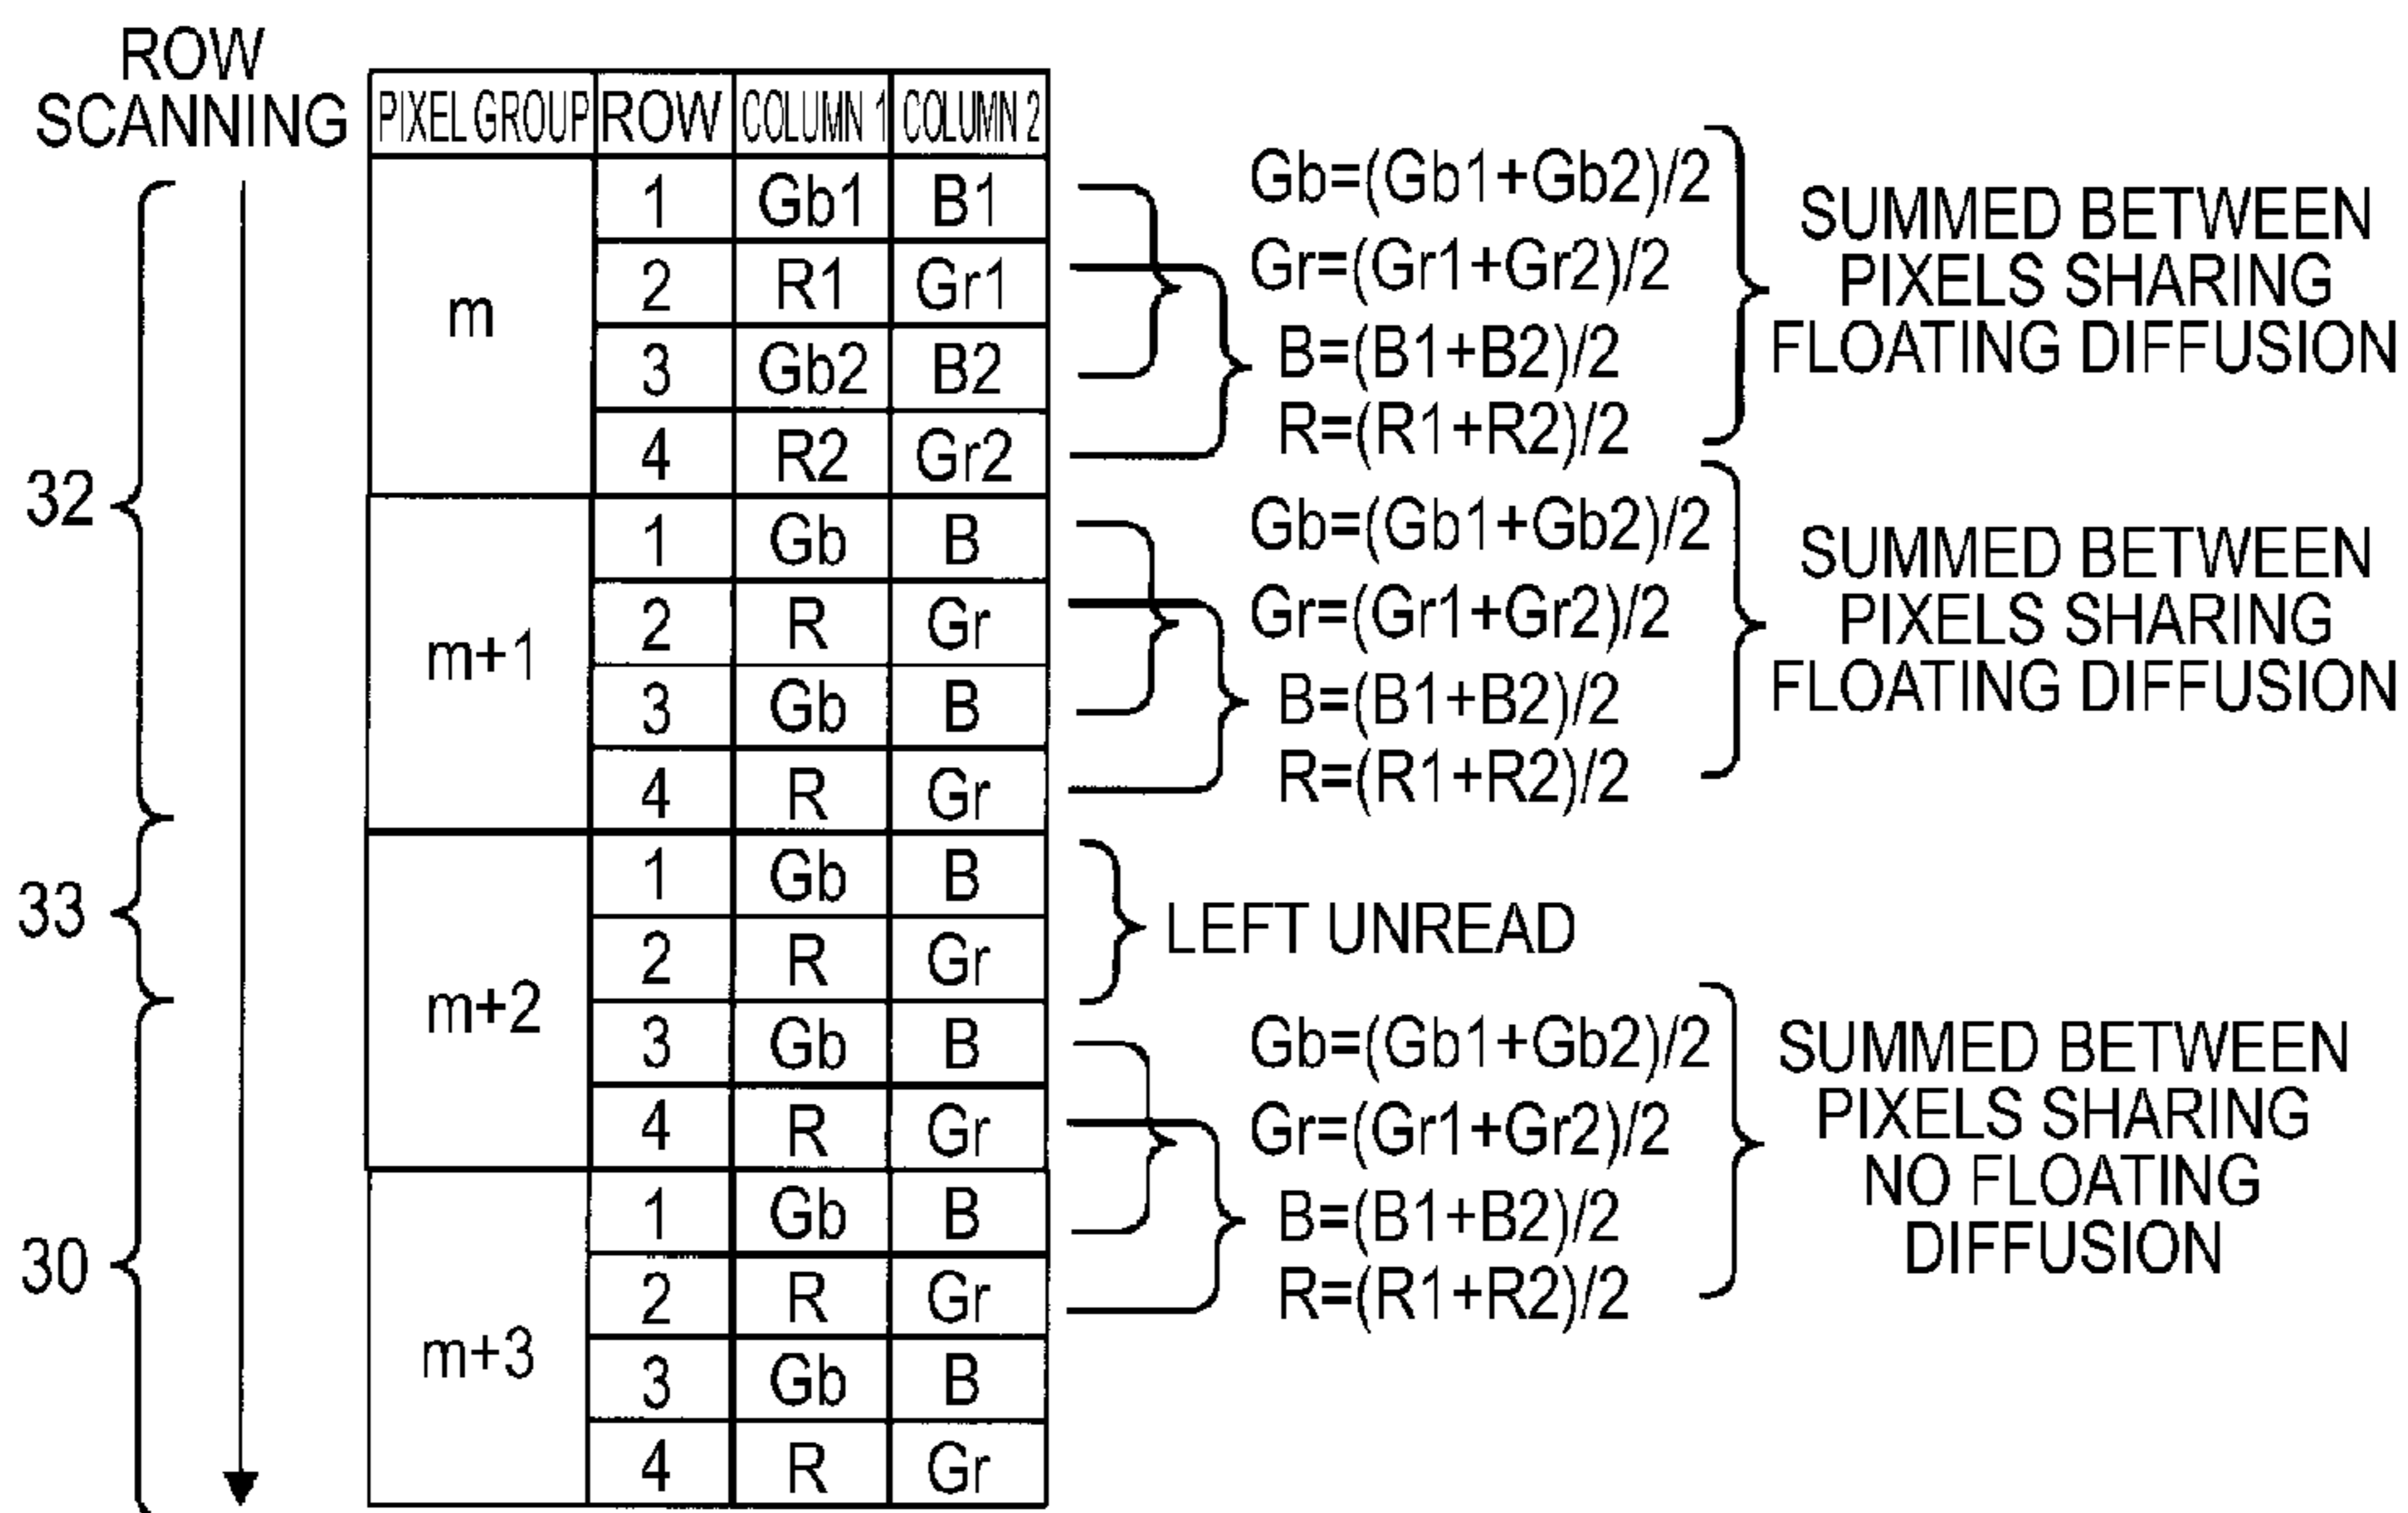 ROW
SCANNING
PIXEL GROUP ROW COLUMN 1 COLUMN 2
m
1 Gb1 B1
2 R1 Gr1
3 Gb2 B2
4 R2 Gr2
Gb=(Gb1+Gb2)/2
Gr=(Gr1+Gr2)/2
B=(B1+B2)/2
R=(R1+R2)/2
SUMMED BETWEEN
PIXELS SHARING
FLOATING DIFFUSION
32
m+1
1 Gb B
2 R Gr
3 Gb B
4 R Gr
Gb=(Gb1+Gb2)/2
Gr=(Gr1+Gr2)/2
B=(B1+B2)/2
R=(R1+R2)/2
SUMMED BETWEEN
PIXELS SHARING
FLOATING DIFFUSION
33
m+2
1 Gb B
2 R Gr
LEFT UNREAD
3 Gb B
4 R Gr
30
m+3
1 Gb B
2 R Gr
3 Gb B
4 R Gr
Gb=(Gb1+Gb2)/2
Gr=(Gr1+Gr2)/2
B=(B1+B2)/2
R=(R1+R2)/2
SUMMED BETWEEN
PIXELS SHARING
NO FLOATING
DIFFUSION